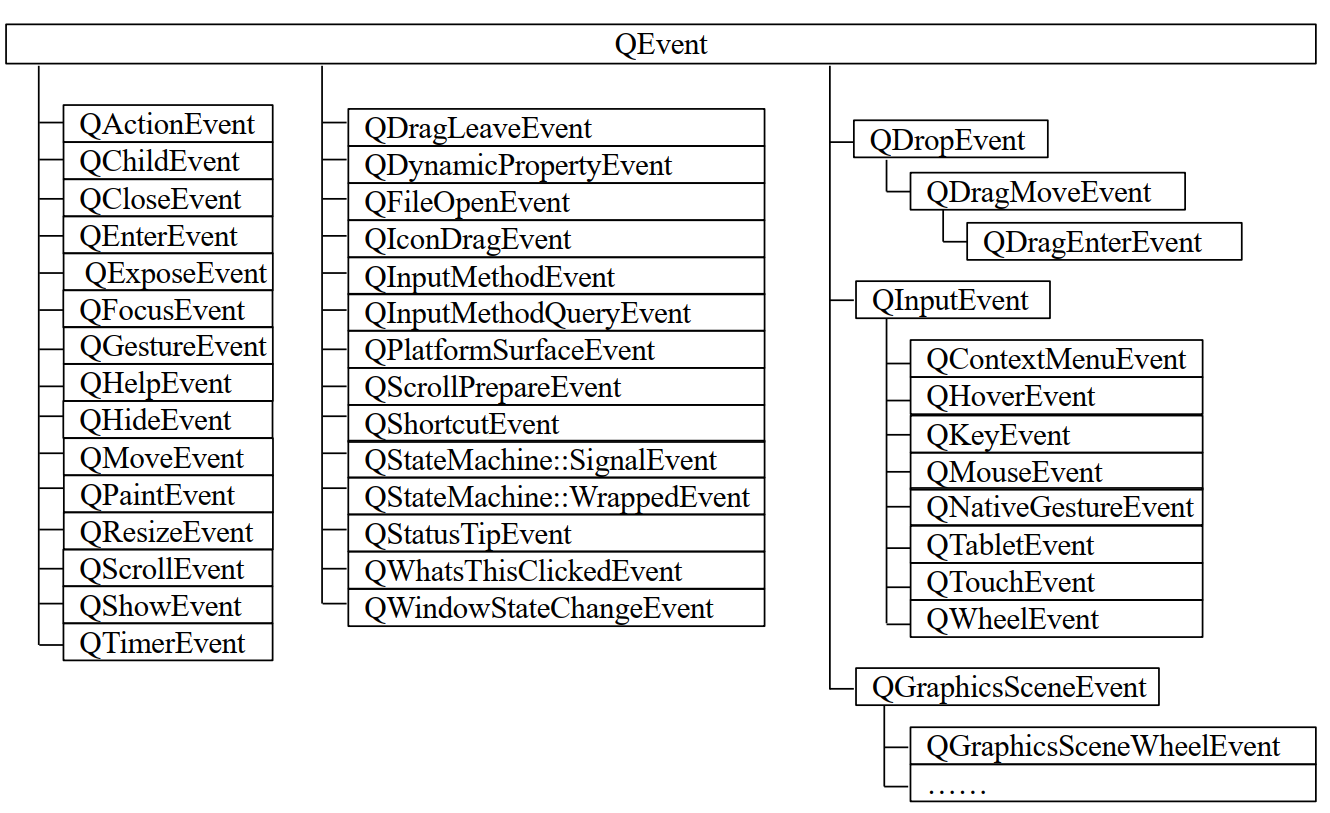 QEvent
QActionEvent
QChildEvent
QCloseEvent
QEnterEvent
QExposeEvent
QFocusEvent
QGestureEvent
QHelpEvent
QHideEvent
QMoveEvent
QPaintEvent
QResizeEvent
QScrollEvent
QShowEvent
QTimerEvent
QDragLeaveEvent
QDynamicPropertyEvent
QFileOpenEvent
QIconDragEvent
QInputMethodEvent
QInputMethodQueryEvent
QPlatformSurfaceEvent
QScrollPrepareEvent
QShortcutEvent
QStateMachine::SignalEvent
QStateMachine::WrappedEvent
QStatusTipEvent
QWhatsThisClickedEvent
QWindowStateChangeEvent
QDropEvent
QDragMoveEvent
QDragEnterEvent
QInputEvent
QContextMenuEvent
QHoverEvent
QKeyEvent
QMouseEvent
QNativeGestureEvent
QTabletEvent
QTouchEvent
QWheelEvent
QGraphicsSceneEvent
QGraphicsSceneWheelEvent
……